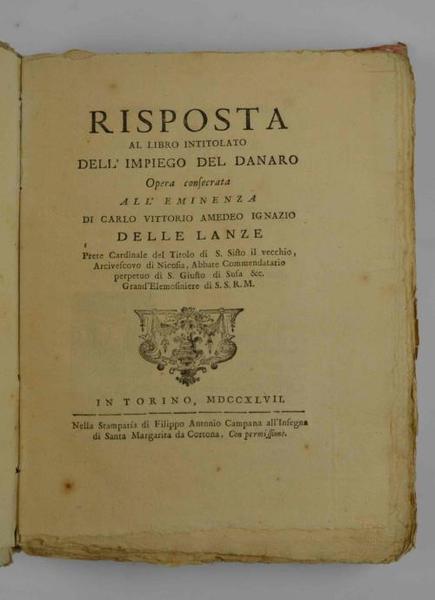 RISPOSTA
AL LIBRO INTITOLATO
DELL' IMPIEGO DEL DANARO
Opera consecrata
ALL' EMINENZA
DI CARLO VITTORIO AMEDEO IGNAZIO
DELLE LANZE
Prete Cardinale del Titolo di S. Sisto il vecchio,
Arcivescovo di Nicosia, Abbate Commendatario
perpetuo di S. Giusto di Susa &c.
Grand'Elemosiniere di S. S. R. M.
IN TORINO, MDCCXLVII.
Nella Stamparia di Filippo Antonio Campana all'Insegna
di Santa Margarita da Cortona, Con permissione.